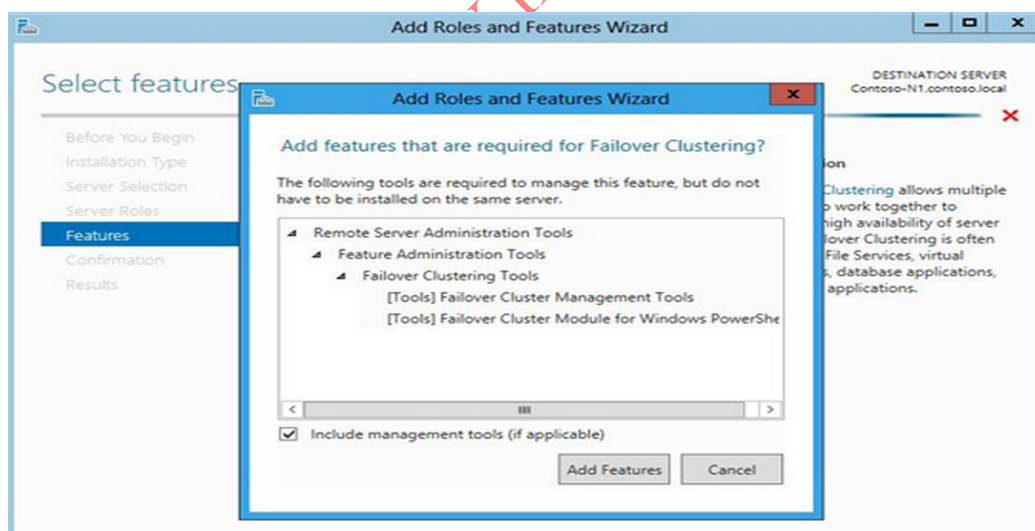 Add Roles and Features Wizard
Select features
DESTINATION SERVER
Contoso-N1.contoso.local
Before You Begin
Installation Type
Server Selection
Server Roles
Features
Confirmation
Results
Add Roles and Features Wizard
Add features that are required for Failover Clustering?
The following tools are required to manage this feature, but do not
have to be installed on the same server.
Remote Server Administration Tools
Feature Administration Tools
Failover Clustering Tools
[Tools] Failover Cluster Management Tools
[Tools] Failover Cluster Module for Windows PowerShe
Include management tools (if applicable)
Add Features
Cancel
ion
Clustering allows multiple
o work together to
high availability of server
lover Clustering is often
File Services, virtual
s, database applications,
applications.